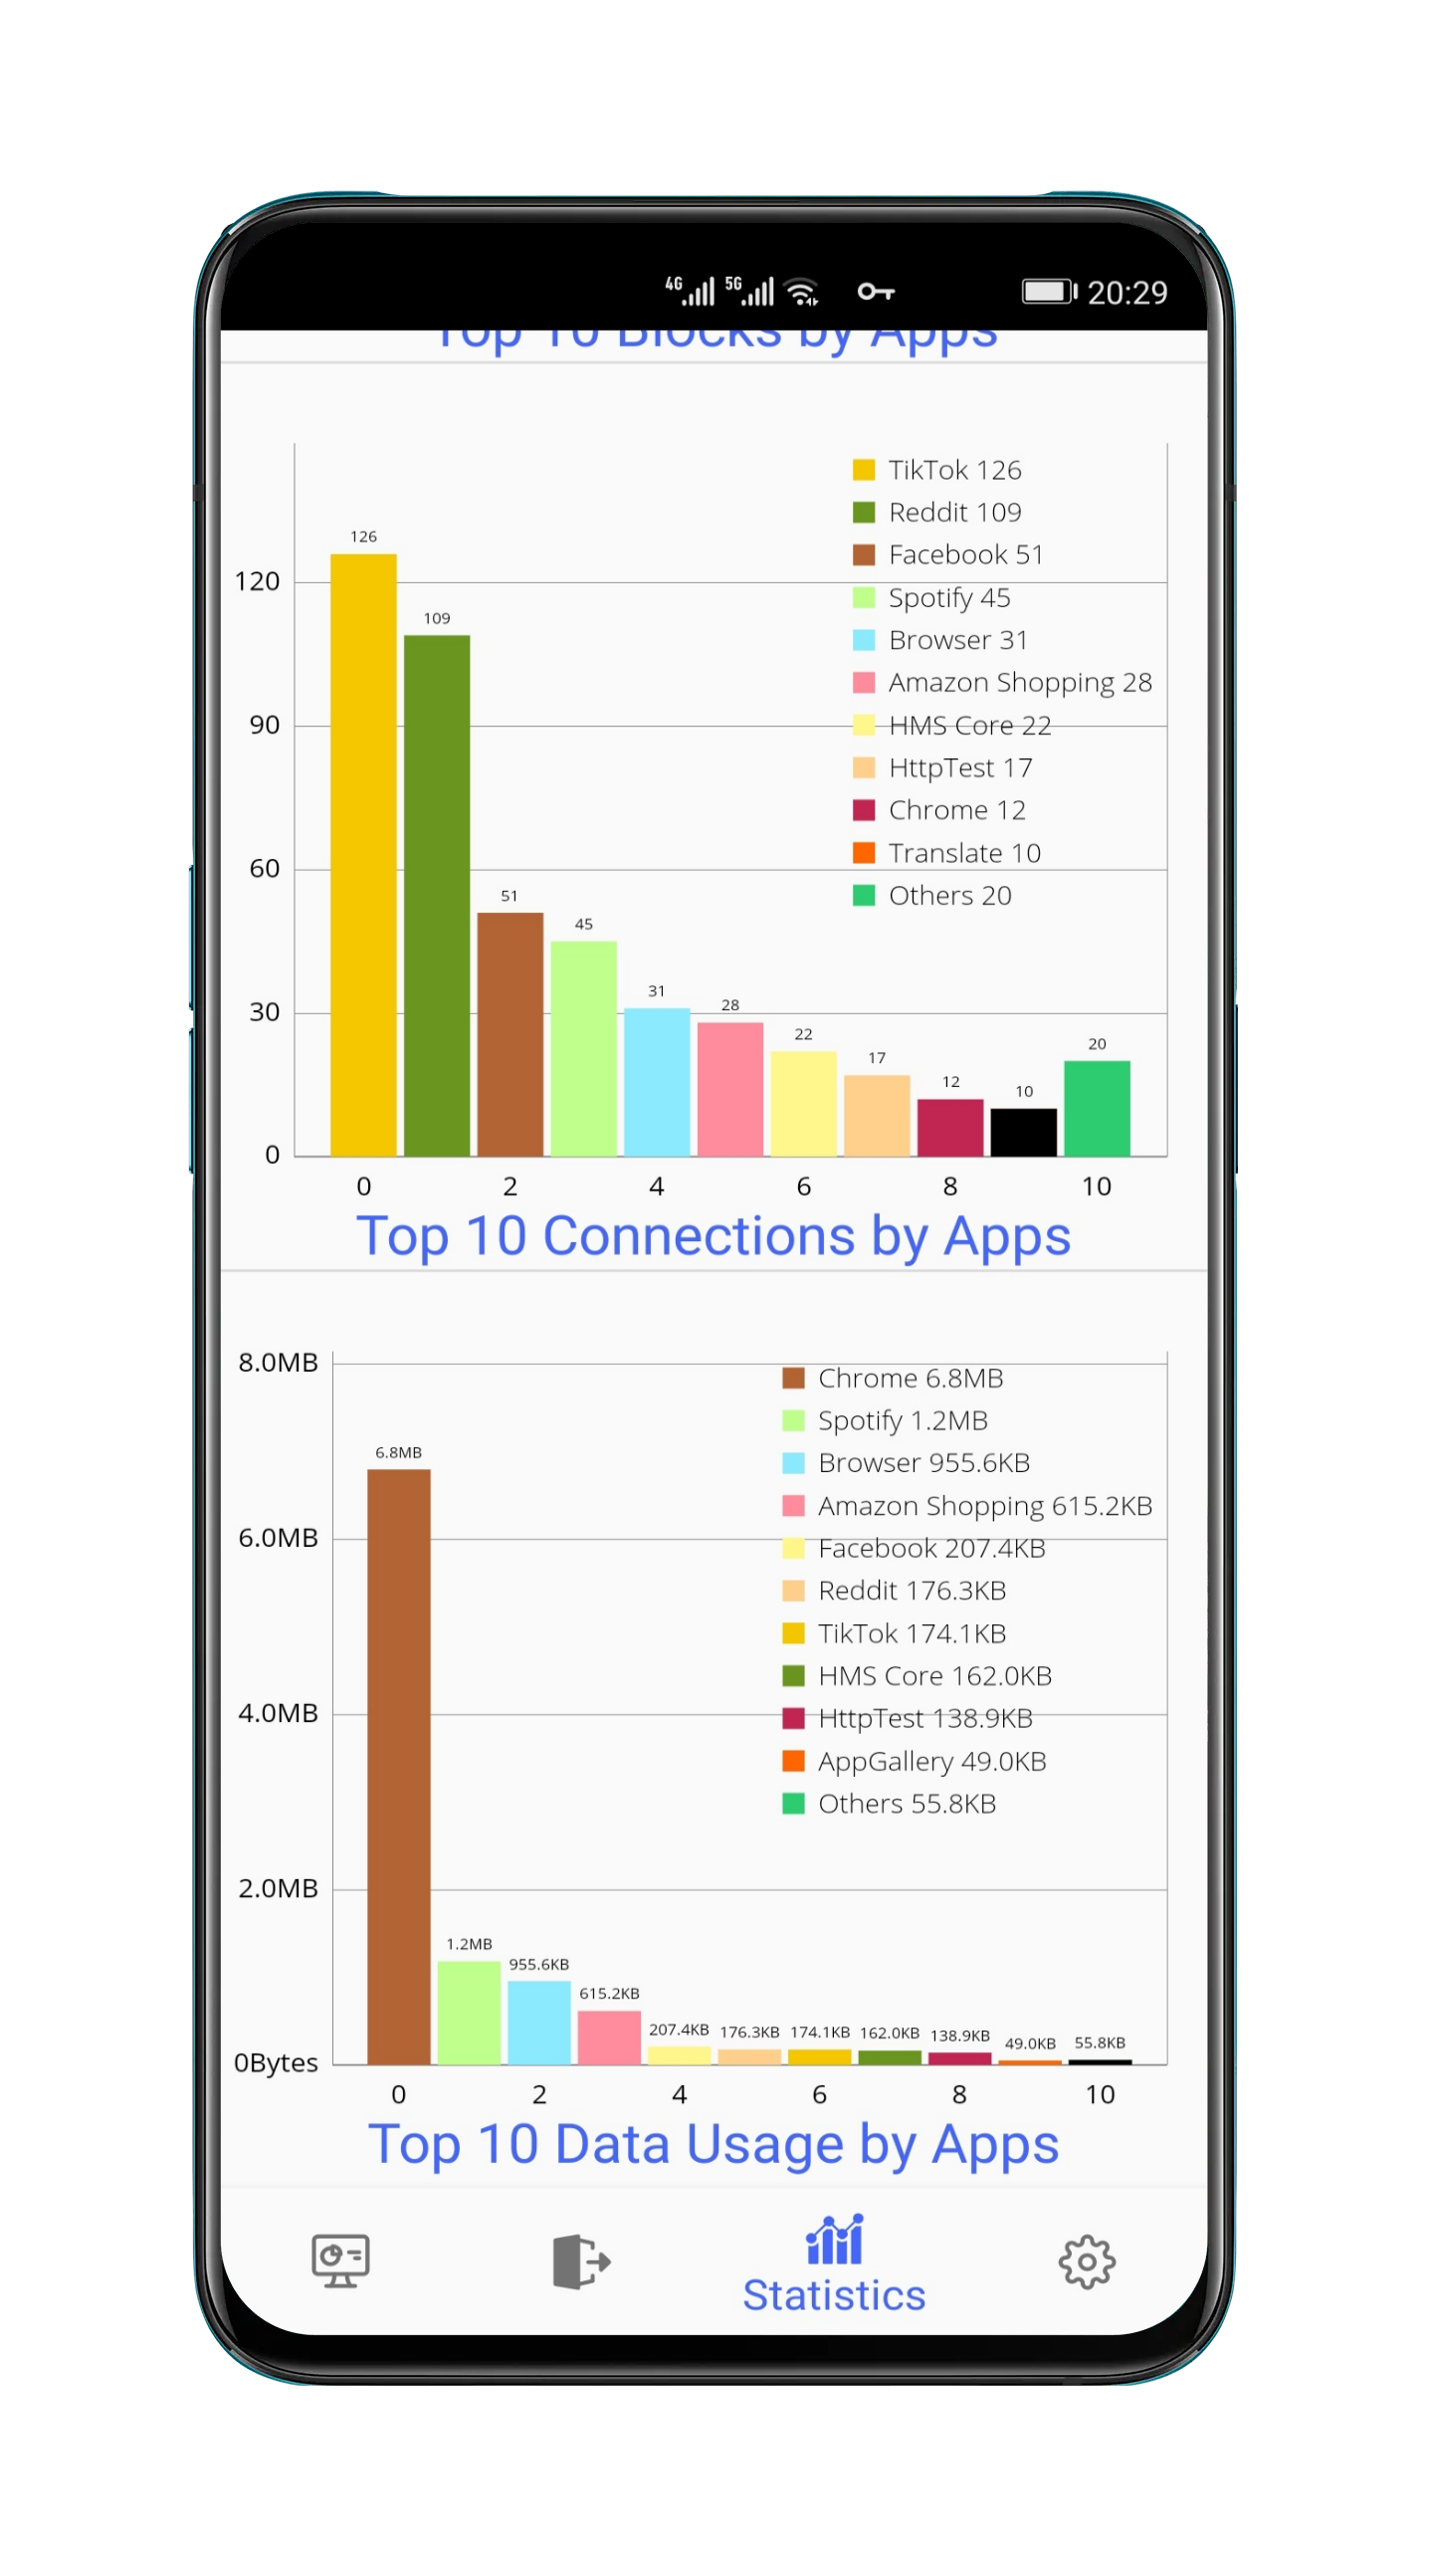 4G 5G 20:29
Top 10 Blocks by Apps
TikTok 126
Reddit 109
Facebook 51
Spotify 45
Browser 31
Amazon Shopping 28
HMS Core 22
HttpTest 17
Chrome 12
Translate 10
Others 20
120
90
60
30
0
126
109
51
45
31
28
22
17
12
10
20
0 2 4 6 8 10
Top 10 Connections by Apps
8.0MB
6.0MB
4.0MB
2.0MB
0Bytes
Chrome 6.8MB
Spotify 1.2MB
Browser 955.6KB
Amazon Shopping 615.2KB
Facebook 207.4KB
Reddit 176.3KB
TikTok 174.1KB
HMS Core 162.0KB
HttpTest 138.9KB
AppGallery 49.0KB
Others 55.8KB
6.8MB
1.2MB
955.6KB
615.2KB
207.4KB
176.3KB
174.1KB
162.0KB
138.9KB
49.0KB
55.8KB
0 2 4 6 8 10
Top 10 Data Usage by Apps
Statistics